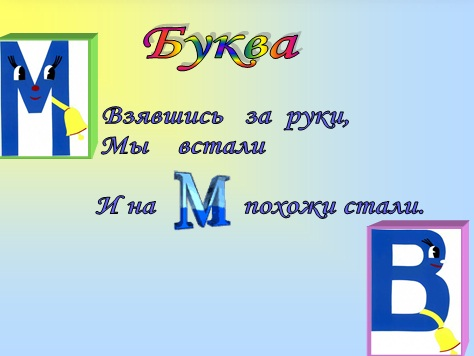 Буква
М
Взявшись за руки,
Мы встали
И на М похожи стали.
В